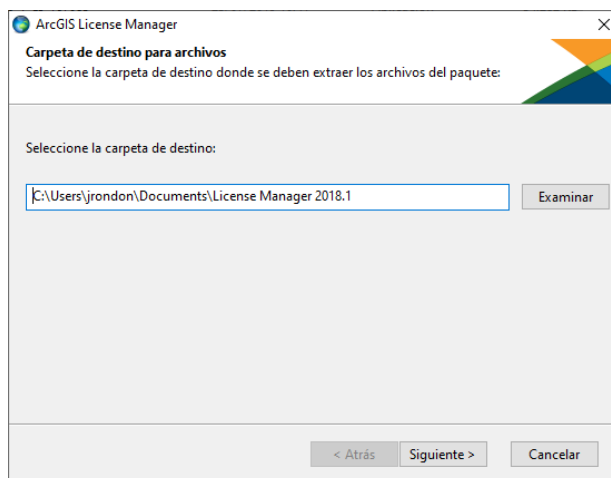 ArcGIS License Manager
Carpeta de destino para archivos
Seleccione la carpeta de destino donde se deben extraer los archivos del paquete:
Seleccione la carpeta de destino:
C:\Users\jrondon\Documents\License Manager 2018.1
Examinar
< Atrás Siguiente > Cancelar